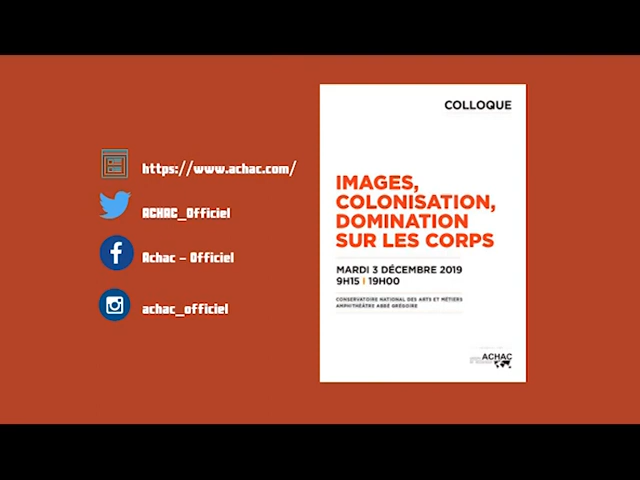 https://www.achac.com/
ACHAC_Officiel
Achac - Officiel
achac_officiel
COLLOQUE
IMAGES,
COLONISATION,
DOMINATION
SUR LES CORPS
MARDI 3 DÉCEMBRE 2019
9H15 I 19H00
CONSERVATOIRE NATIONAL DES ARTS ET MÉTIERS
AMPHITHÉÂTRE ABBÉ GRÉGOIRE
ACHAC